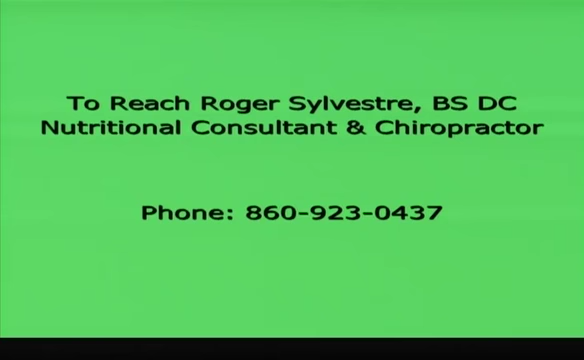 To Reach Roger Sylvestre, BS DC
Nutritional Consultant & Chiropractor
Phone: 860-923-0437